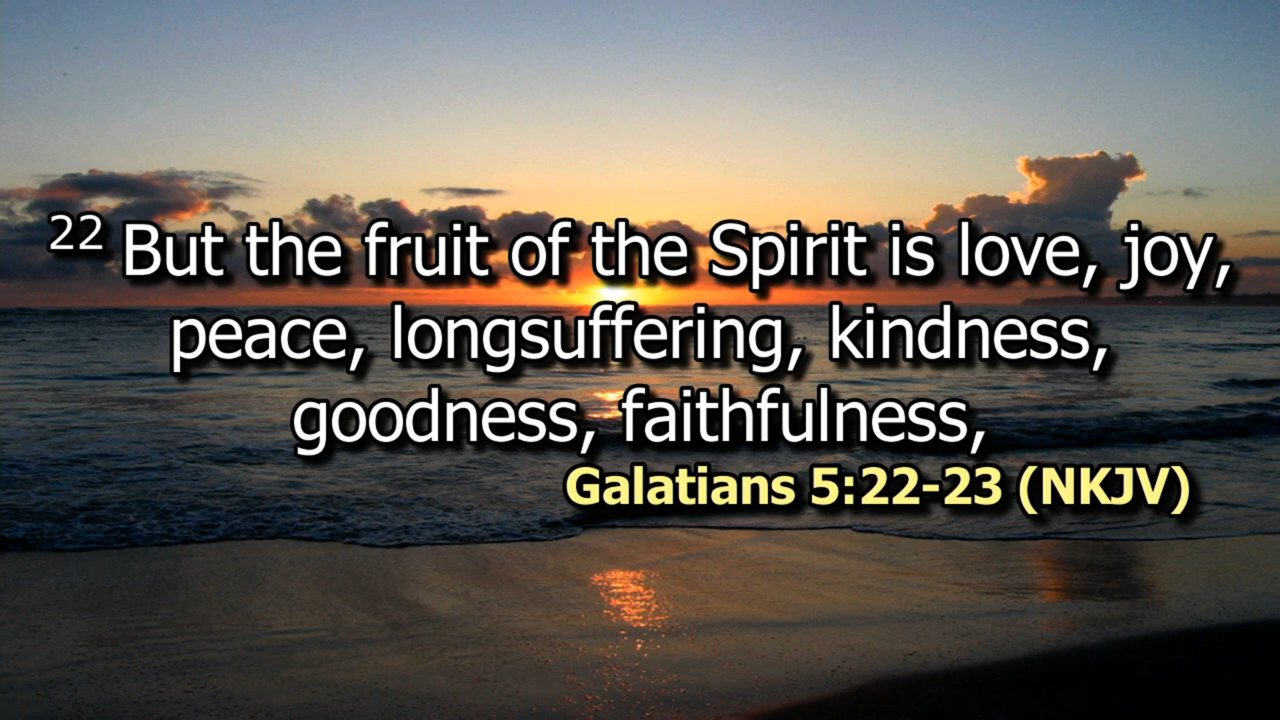 22 But the fruit of the Spirit is love, joy,
peace, longsuffering, kindness,
goodness, faithfulness,
Galatians 5:22-23 (NKJV)